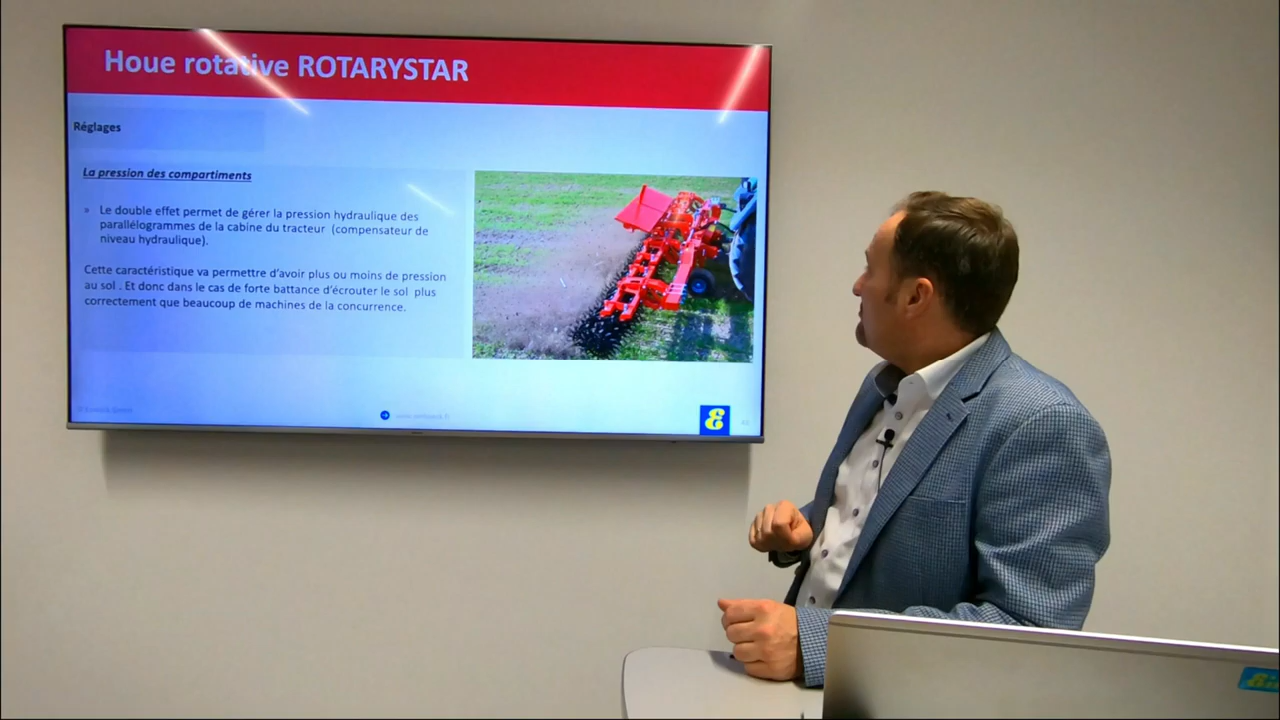 Houe rotative ROTARYSTAR
Réglages
La pression des compartiments
» Le double effet permet de gérer la pression hydraulique des
parallélogrammes de la cabine du tracteur (compensateur de
niveau hydraulique).
Cette caractéristique va permettre d'avoir plus ou moins de pression
au sol . Et donc dans le cas de forte battance d'écrouter le sol plus
correctement que beaucoup de machines de la concurrence.